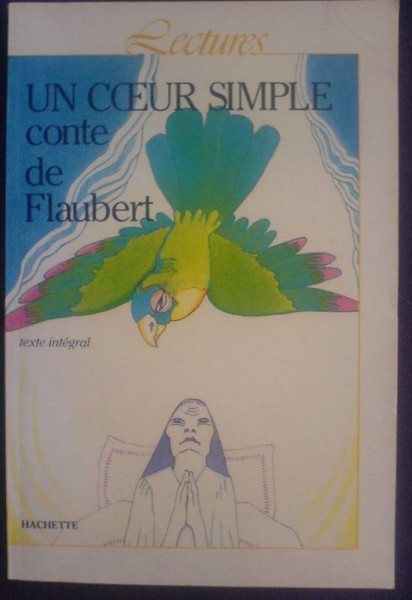 Lectures
UN CŒUR SIMPLE
conte
de
Flaubert
texte intégral
HACHETTE